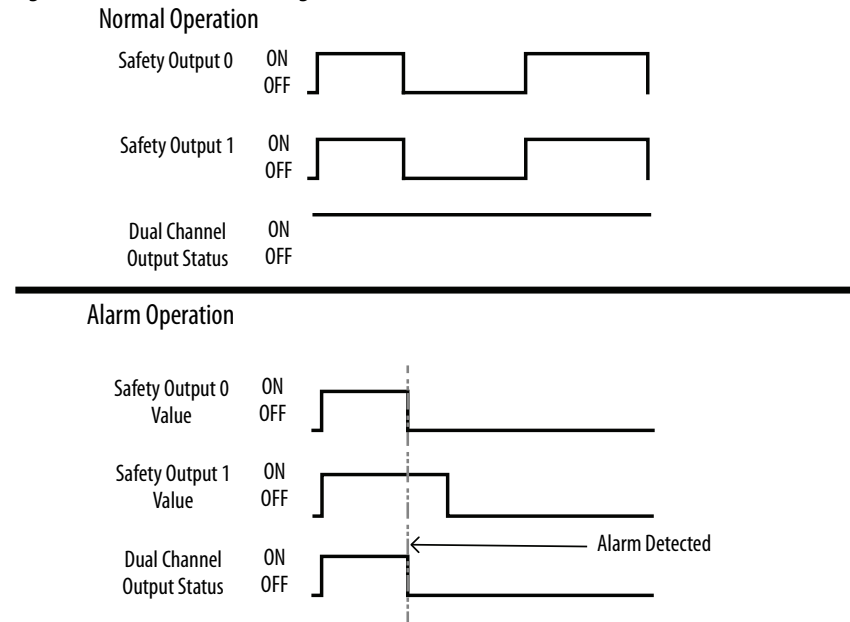 Normal Operation
Safety Output 0 ON
OFF
Safety Output 1 ON
OFF
Dual Channel ON
Output Status OFF
Alarm Operation
Safety Output 0 ON
Value OFF
Safety Output 1 ON
Value OFF
Alarm Detected
Dual Channel ON
Output Status OFF